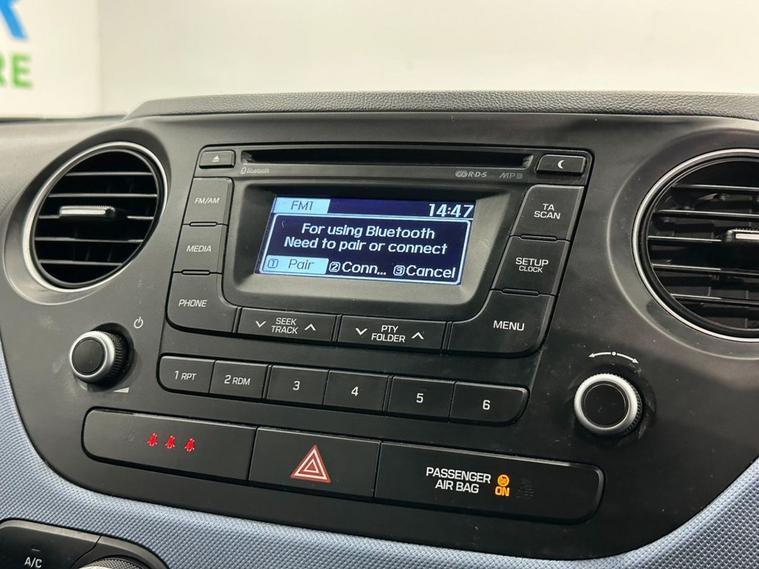 R
RE
Bluetooth
R·D·S
MP3
FM/AM
FM1
14:47
TA
SCAN
For using Bluetooth
Need to pair or connect
MEDIA
SETUP
CLOCK
1 Pair 2 Conn... 3 Cancel
PHONE
SEEK
TRACK
PTY
FOLDER
MENU
1 RPT
2 RDM
3
4
5
6
PASSENGER
AIR BAG
ON
A/C